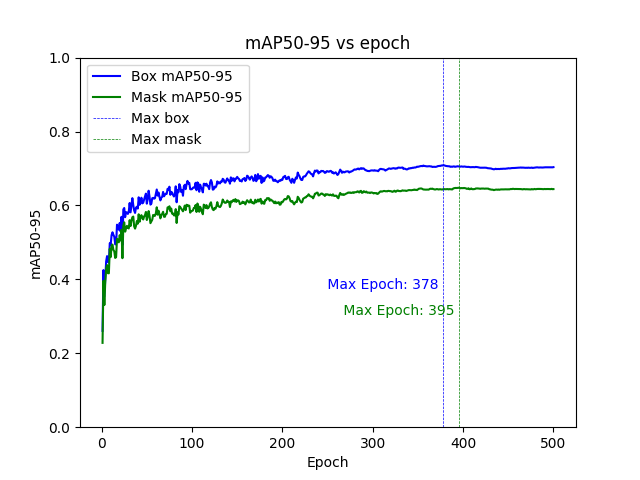 mAP50-95 vs epoch
1.0
0.8
0.6
0.4
0.2
0.0
mAP50-95
Box mAP50-95
Mask mAP50-95
Max box
Max mask
Max Epoch: 378
Max Epoch: 395
0 100 200 300 400 500
Epoch